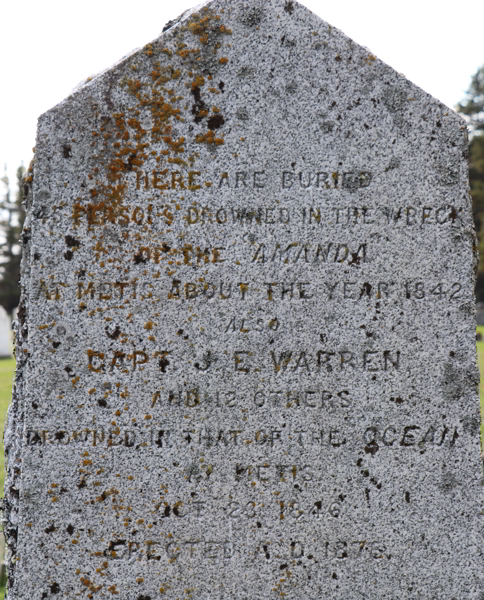 HERE ARE BURIED
45 PERSONS DROWNED IN THE WRECK
OF THE AMANDA
AT METIS ABOUT THE YEAR 1842
ALSO
CAPT. J. E. WARREN
AND 12 OTHERS
DROWNED IN THAT OF THE OCEAN
AT METIS
OCT. 23 1846
ERECTED A.D.